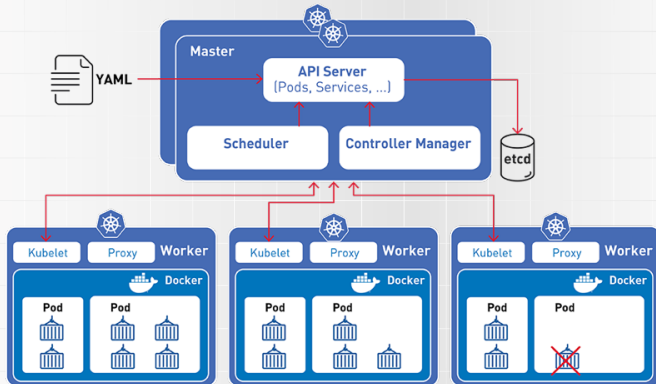 Master
YAML
API Server
(Pods, Services, ...)
Scheduler
Controller Manager
etcd
Kubelet
Proxy
Worker
Docker
Pod
Pod
Kubelet
Proxy
Worker
Docker
Pod
Pod
Kubelet
Proxy
Worker
Docker
Pod
Pod